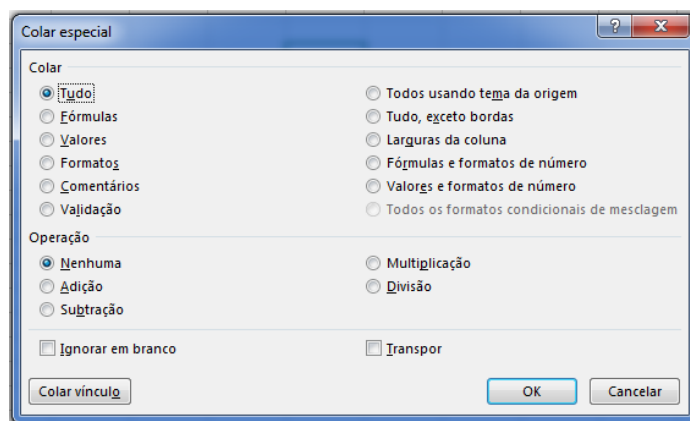 Colar especial
Colar
Tudo
Fórmulas
Valores
Formatos
Comentários
Validação
Todos usando tema da origem
Tudo, exceto bordas
Larguras da coluna
Fórmulas e formatos de número
Valores e formatos de número
Todos os formatos condicionais de mesclagem
Operação
Nenhuma
Adição
Subtração
Multiplicação
Divisão
Ignorar em branco
Transpor
Colar vínculo
OK
Cancelar